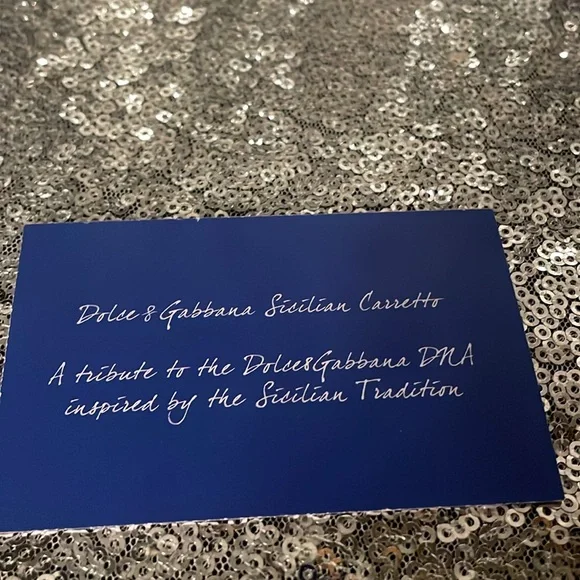 Dolce & Gabbana Sicilian Carretto
A tribute to the Dolce&Gabbana DNA
inspired by the Sicilian Tradition